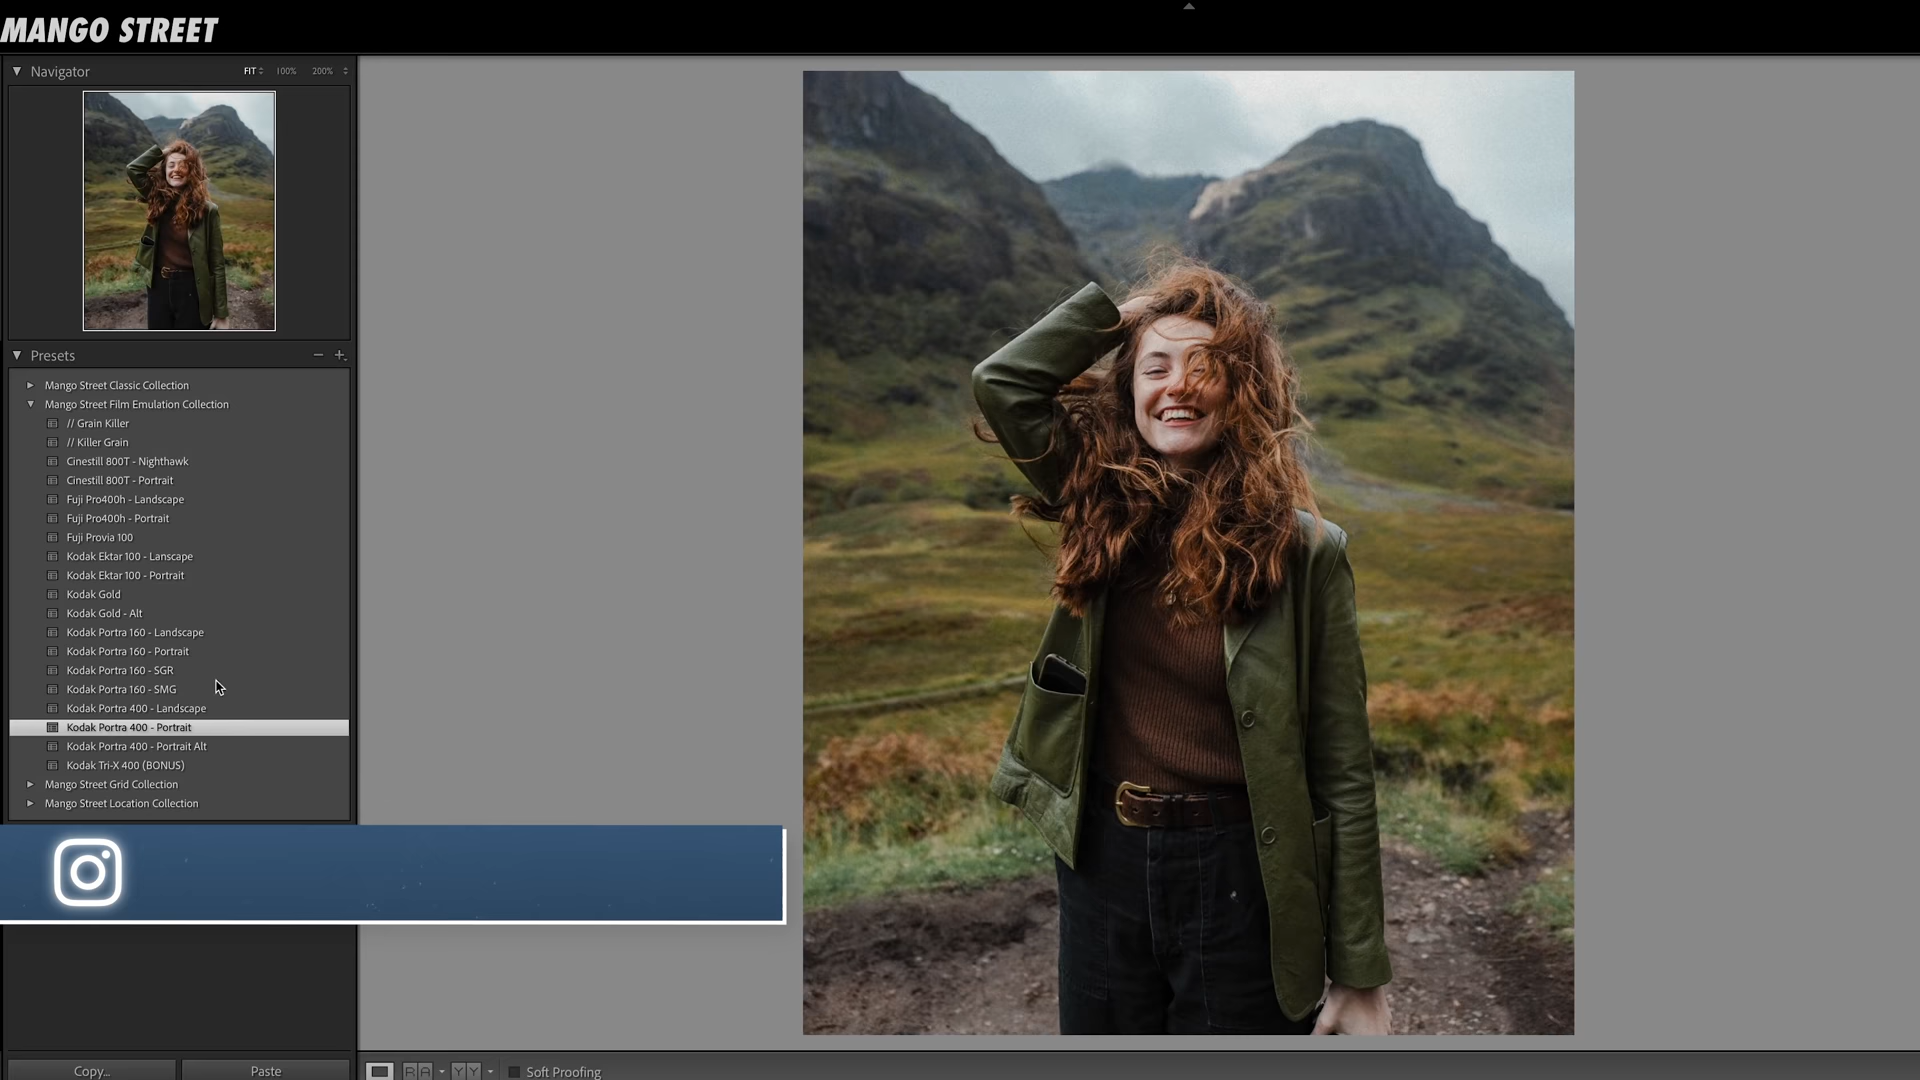 MANGO STREET
Navigator FIT 100% 200%
Presets
Mango Street Classic Collection
Mango Street Film Emulation Collection
// Grain Killer
// Killer Grain
Cinestill 800T - Nighthawk
Cinestill 800T - Portrait
Fuji Pro400h - Landscape
Fuji Pro400h - Portrait
Fuji Provia 100
Kodak Ektar 100 - Lanscape
Kodak Ektar 100 - Portrait
Kodak Gold
Kodak Gold - Alt
Kodak Portra 160 - Landscape
Kodak Portra 160 - Portrait
Kodak Portra 160 - SGR
Kodak Portra 160 - SMG
Kodak Portra 400 - Landscape
Kodak Portra 400 - Portrait
Kodak Portra 400 - Portrait Alt
Kodak Tri-X 400 (BONUS)
Mango Street Grid Collection
Mango Street Location Collection
Copy... Paste RA YY Soft Proofing